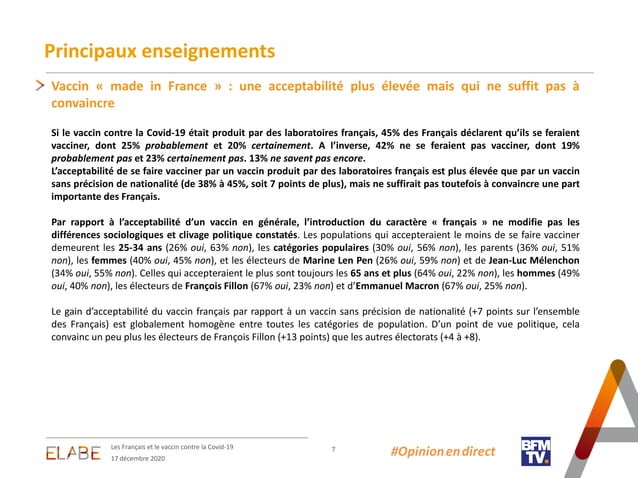 Principaux enseignements
Vaccin « made in France » : une acceptabilité plus élevée mais qui ne suffit pas à
convaincre
Si le vaccin contre la Covid-19 était produit par des laboratoires français, 45% des Français déclarent qu’ils se feraient
vacciner, dont 25% probablement et 20% certainement. A l’inverse, 42% ne se feraient pas vacciner, dont 19%
probablement pas et 23% certainement pas. 13% ne savent pas encore.
L’acceptabilité de se faire vacciner par un vaccin produit par des laboratoires français est plus élevée que par un vaccin
sans précision de nationalité (de 38% à 45%, soit 7 points de plus), mais ne suffirait pas toutefois à convaincre une part
importante des Français.
Par rapport à l’acceptabilité d’un vaccin en générale, l’introduction du caractère « français » ne modifie pas les
différences sociologiques et clivage politique constatés. Les populations qui accepteraient le moins de se faire vacciner
demeurent les 25-34 ans (26% oui, 63% non), les catégories populaires (30% oui, 56% non), les parents (36% oui, 51%
non), les femmes (40% oui, 45% non), et les électeurs de Marine Len Pen (26% oui, 59% non) et de Jean-Luc Mélenchon
(34% oui, 55% non). Celles qui accepteraient le plus sont toujours les 65 ans et plus (64% oui, 22% non), les hommes (49%
oui, 40% non), les électeurs de François Fillon (67% oui, 23% non) et d’Emmanuel Macron (67% oui, 25% non).
Le gain d’acceptabilité du vaccin français par rapport à un vaccin sans précision de nationalité (+7 points sur l’ensemble
des Français) est globalement homogène entre toutes les catégories de population. D’un point de vue politique, cela
convainc un peu plus les électeurs de François Fillon (+13 points) que les autres électorats (+4 à +8).
ELABE
Les Français et le vaccin contre la Covid-19
17 décembre 2020
7
#Opinion en direct
BFM
TV.